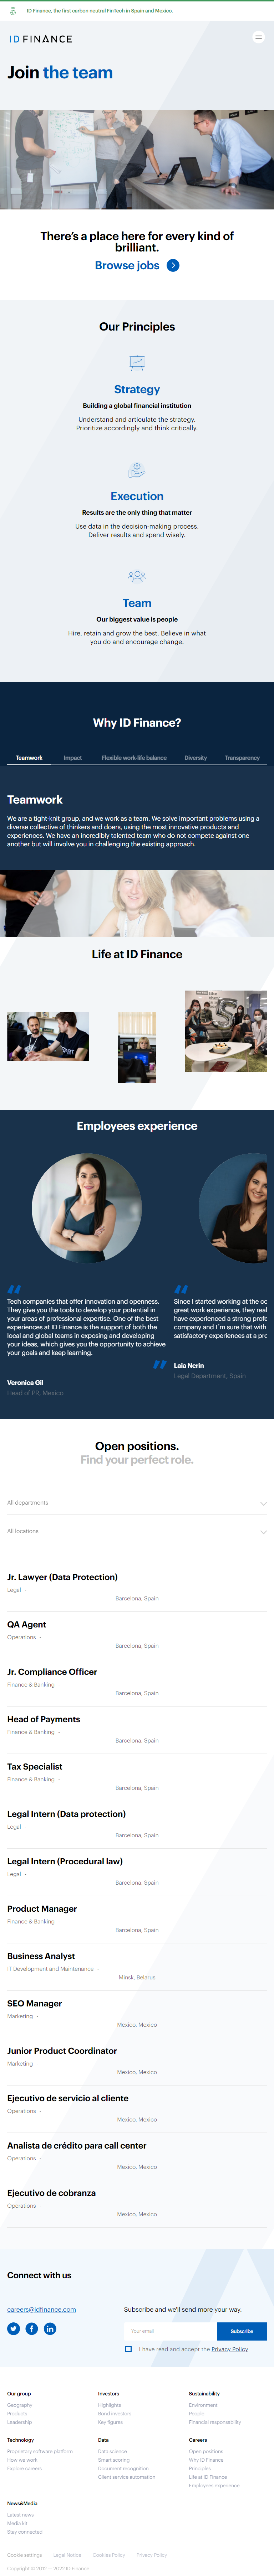 ID Finance, the first carbon neutral FinTech in Spain and Mexico.
ID FINANCE
Join the team
There's a place here for every kind of
brilliant.
Browse jobs
Our Principles
Strategy
Building a global financial institution
Understand and articulate the strategy.
Prioritize accordingly and think critically.
Execution
Results are the only thing that matter
Use data in the decision-making process.
Deliver results and spend wisely.
Team
Our biggest value is people
Hire, retain and grow the best. Believe in what
you do and encourage change.
Why ID Finance?
Teamwork Impact Flexible work-life balance Diversity Transparency
Teamwork
We are a tight-knit group, and we work as a team. We solve important problems using a
diverse collection of thinkers and doers, using the most innovative products and
experiences. We have an incredibly talented team who do not compete against one
another but will involve you in challenging the existing approach.
Life at ID Finance
Employees experience
Tech companies that offer innovation and openness.
They give you the tools to develop your potential in
your areas of professional expertise. One of the best
experiences at ID Finance is the support of both the
local and global teams in exposing and developing
your ideas, which gives you the opportunity to achieve
your goals and keep learning.
Veronica Gil
Head of PR, Mexico
Since I started working at the co
great work experience, they real
have experienced a strong profe
company and I'm sure that with
satisfactory experiences at a prc
Laia Nerin
Legal Department, Spain
Open positions.
Find your perfect role.
All departments
All locations
Jr. Lawyer (Data Protection)
Legal -
Barcelona, Spain
QA Agent
Operations -
Barcelona, Spain
Jr. Compliance Officer
Finance & Banking -
Barcelona, Spain
Head of Payments
Finance & Banking -
Barcelona, Spain
Tax Specialist
Finance & Banking -
Barcelona, Spain
Legal Intern (Data protection)
Legal -
Barcelona, Spain
Legal Intern (Procedural law)
Legal -
Barcelona, Spain
Product Manager
Finance & Banking -
Barcelona, Spain
Business Analyst
IT Development and Maintenance -
Minsk, Belarus
SEO Manager
Marketing -
Mexico, Mexico
Junior Product Coordinator
Marketing -
Mexico, Mexico
Ejecutivo de servicio al cliente
Operations -
Mexico, Mexico
Analista de crédito para call center
Operations -
Mexico, Mexico
Ejecutivo de cobranza
Operations -
Mexico, Mexico
Connect with us
careers@idfinance.com
Subscribe and we'll send more your way.
Your email
Subscribe
I have read and accept the Privacy Policy
Our group
Geography
Products
Leadership
Investors
Highlights
Bond investors
Key figures
Sustainability
Environment
People
Financial responsability
Technology
Proprietary software platform
How we work
Explore careers
Data
Data science
Smart scoring
Document recognition
Client service automation
Careers
Open positions
Why ID Finance
Principles
Life at ID Finance
Employees experience
News&Media
Latest news
Media kit
Stay connected
Cookie settings Legal Notice Cookies Policy Privacy Policy
Copyright © 2012 — 2022 ID Finance